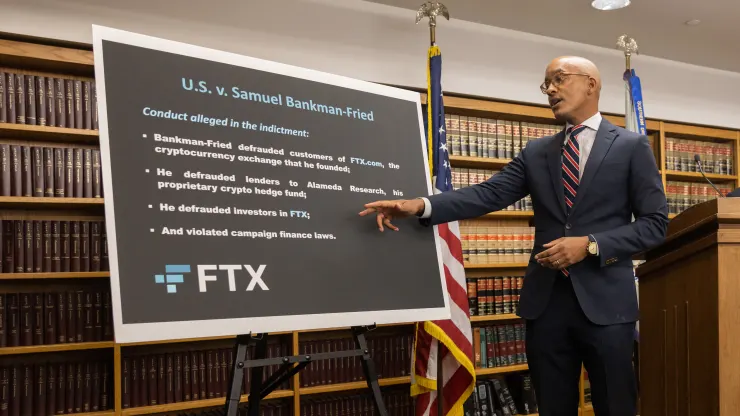 U.S. v. Samuel Bankman-Fried
Conduct alleged in the indictment:
▪ Bankman-Fried defrauded customers of FTX.com, the
cryptocurrency exchange that he founded;
▪ He defrauded lenders to Alameda Research, his
proprietary crypto hedge fund;
▪ He defrauded investors in FTX;
▪ And violated campaign finance laws.
FTX